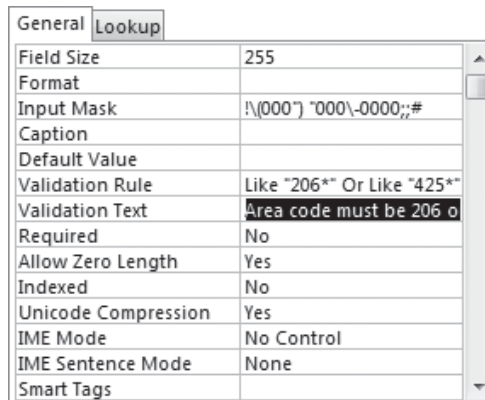 General Lookup
Field Size 255
Format
Input Mask !\(000") "000\-0000;;#
Caption
Default Value
Validation Rule Like "206*" Or Like "425*"
Validation Text Area code must be 206 o
Required No
Allow Zero Length Yes
Indexed No
Unicode Compression Yes
IME Mode No Control
IME Sentence Mode None
Smart Tags